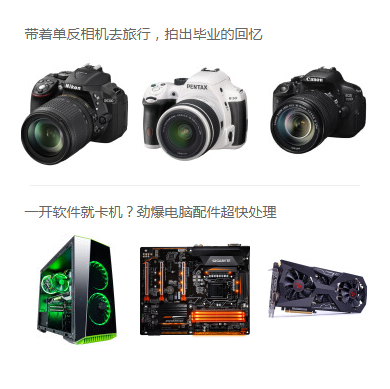 带着单反相机去旅行，拍出毕业的回忆
Nikon
PENTAX
Canon
一开软件就卡机？劲爆电脑配件超快处理
GIGABYTE